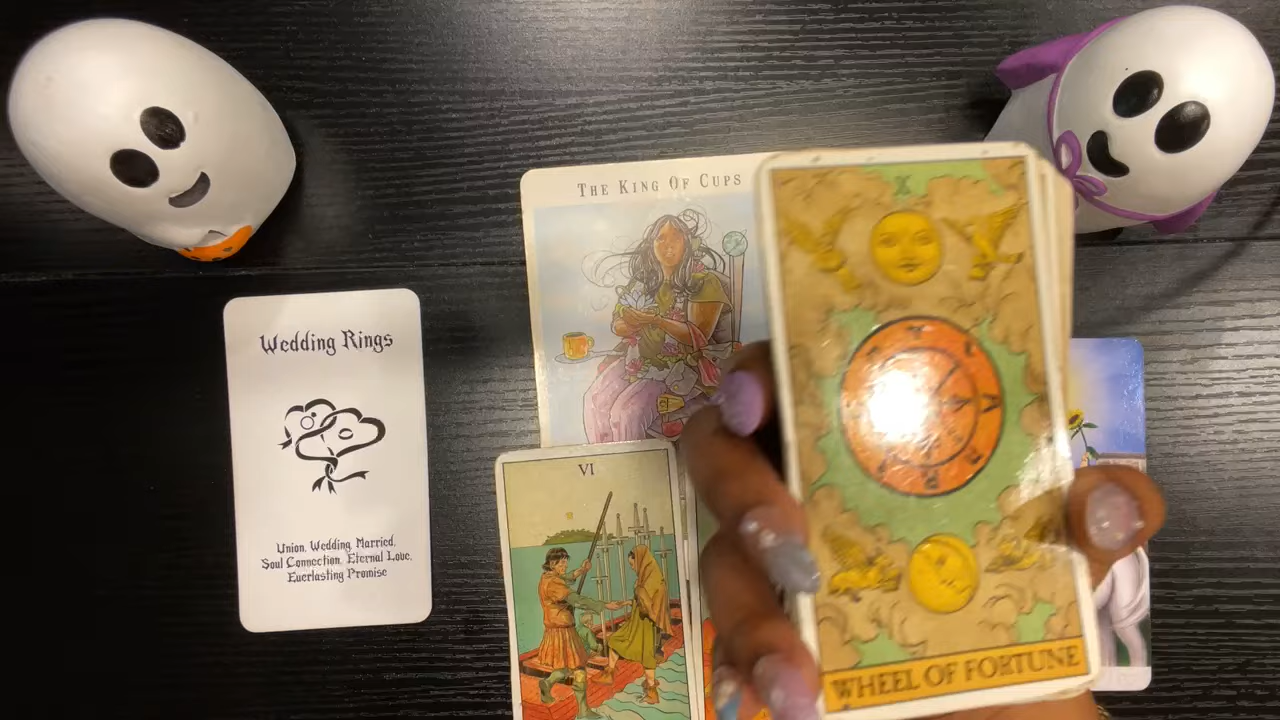 THE KING OF CUPS
X
Wedding Rings
Union, Wedding, Married,
Soul Connection, Eternal Love,
Everlasting Promise
VI
WHEEL OF FORTUNE